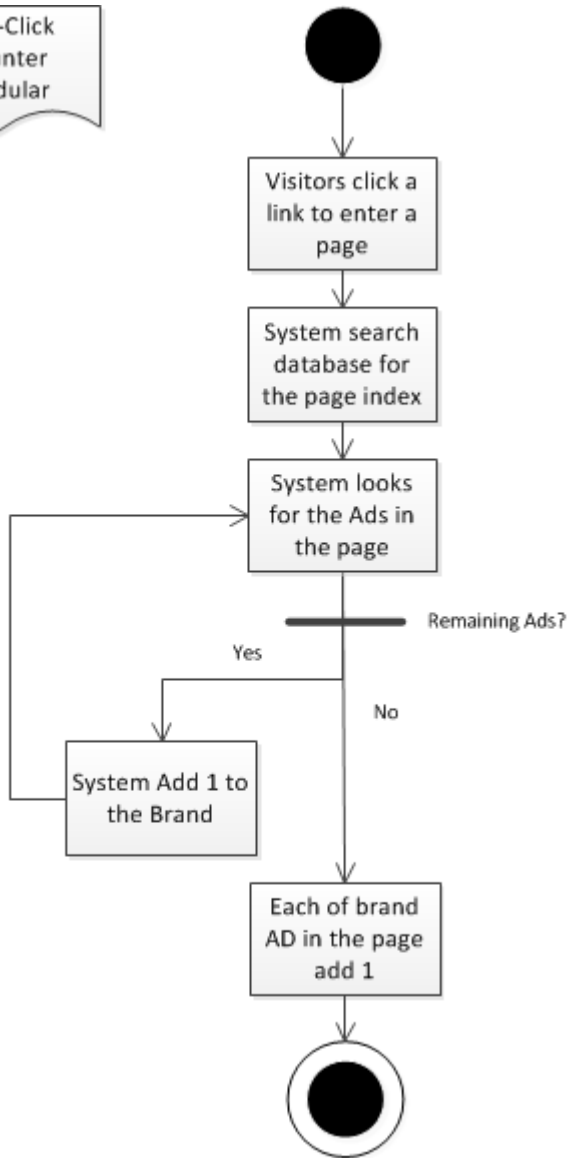 -Click
Visitors click a
link to enter a
page
System search
database for
the page index
System looks
for the Ads in
the page
Remaining Ads?
Yes
No
System Add 1 to
the Brand
Each of brand
AD in the page
add 1